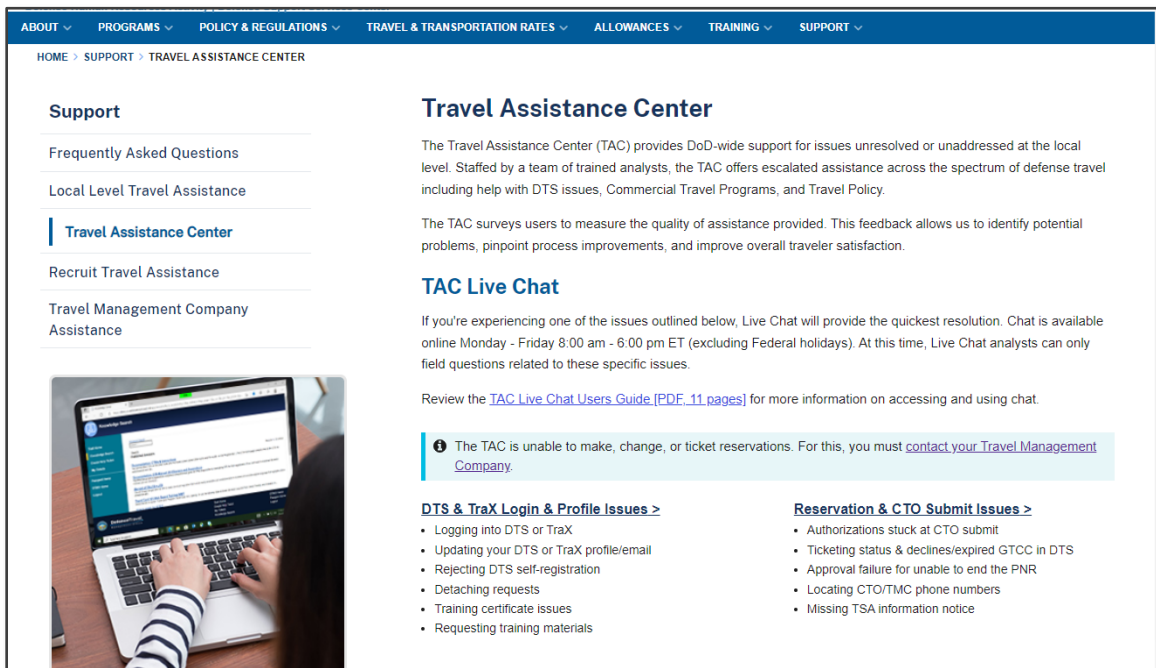 ABOUT PROGRAMS POLICY & REGULATIONS TRAVEL & TRANSPORTATION RATES ALLOWANCES TRAINING SUPPORT
HOME > SUPPORT > TRAVEL ASSISTANCE CENTER
Support
Frequently Asked Questions
Local Level Travel Assistance
Travel Assistance Center
Recruit Travel Assistance
Travel Management Company
Assistance
Travel Assistance Center
The Travel Assistance Center (TAC) provides DoD-wide support for issues unresolved or unaddressed at the local
level. Staffed by a team of trained analysts, the TAC offers escalated assistance across the spectrum of defense travel
including help with DTS issues, Commercial Travel Programs, and Travel Policy.
The TAC surveys users to measure the quality of assistance provided. This feedback allows us to identify potential
problems, pinpoint process improvements, and improve overall traveler satisfaction.
TAC Live Chat
If you're experiencing one of the issues outlined below, Live Chat will provide the quickest resolution. Chat is available
online Monday - Friday 8:00 am - 6:00 pm ET (excluding Federal holidays). At this time, Live Chat analysts can only
field questions related to these specific issues.
Review the TAC Live Chat Users Guide [PDF, 11 pages] for more information on accessing and using chat.
The TAC is unable to make, change, or ticket reservations. For this, you must contact your Travel Management
Company.
DTS & TraX Login & Profile Issues >
• Logging into DTS or TraX
• Updating your DTS or TraX profile/email
• Rejecting DTS self-registration
• Detaching requests
• Training certificate issues
• Requesting training materials
Reservation & CTO Submit Issues >
• Authorizations stuck at CTO submit
• Ticketing status & declines/expired GTCC in DTS
• Approval failure for unable to end the PNR
• Locating CTO/TMC phone numbers
• Missing TSA information notice